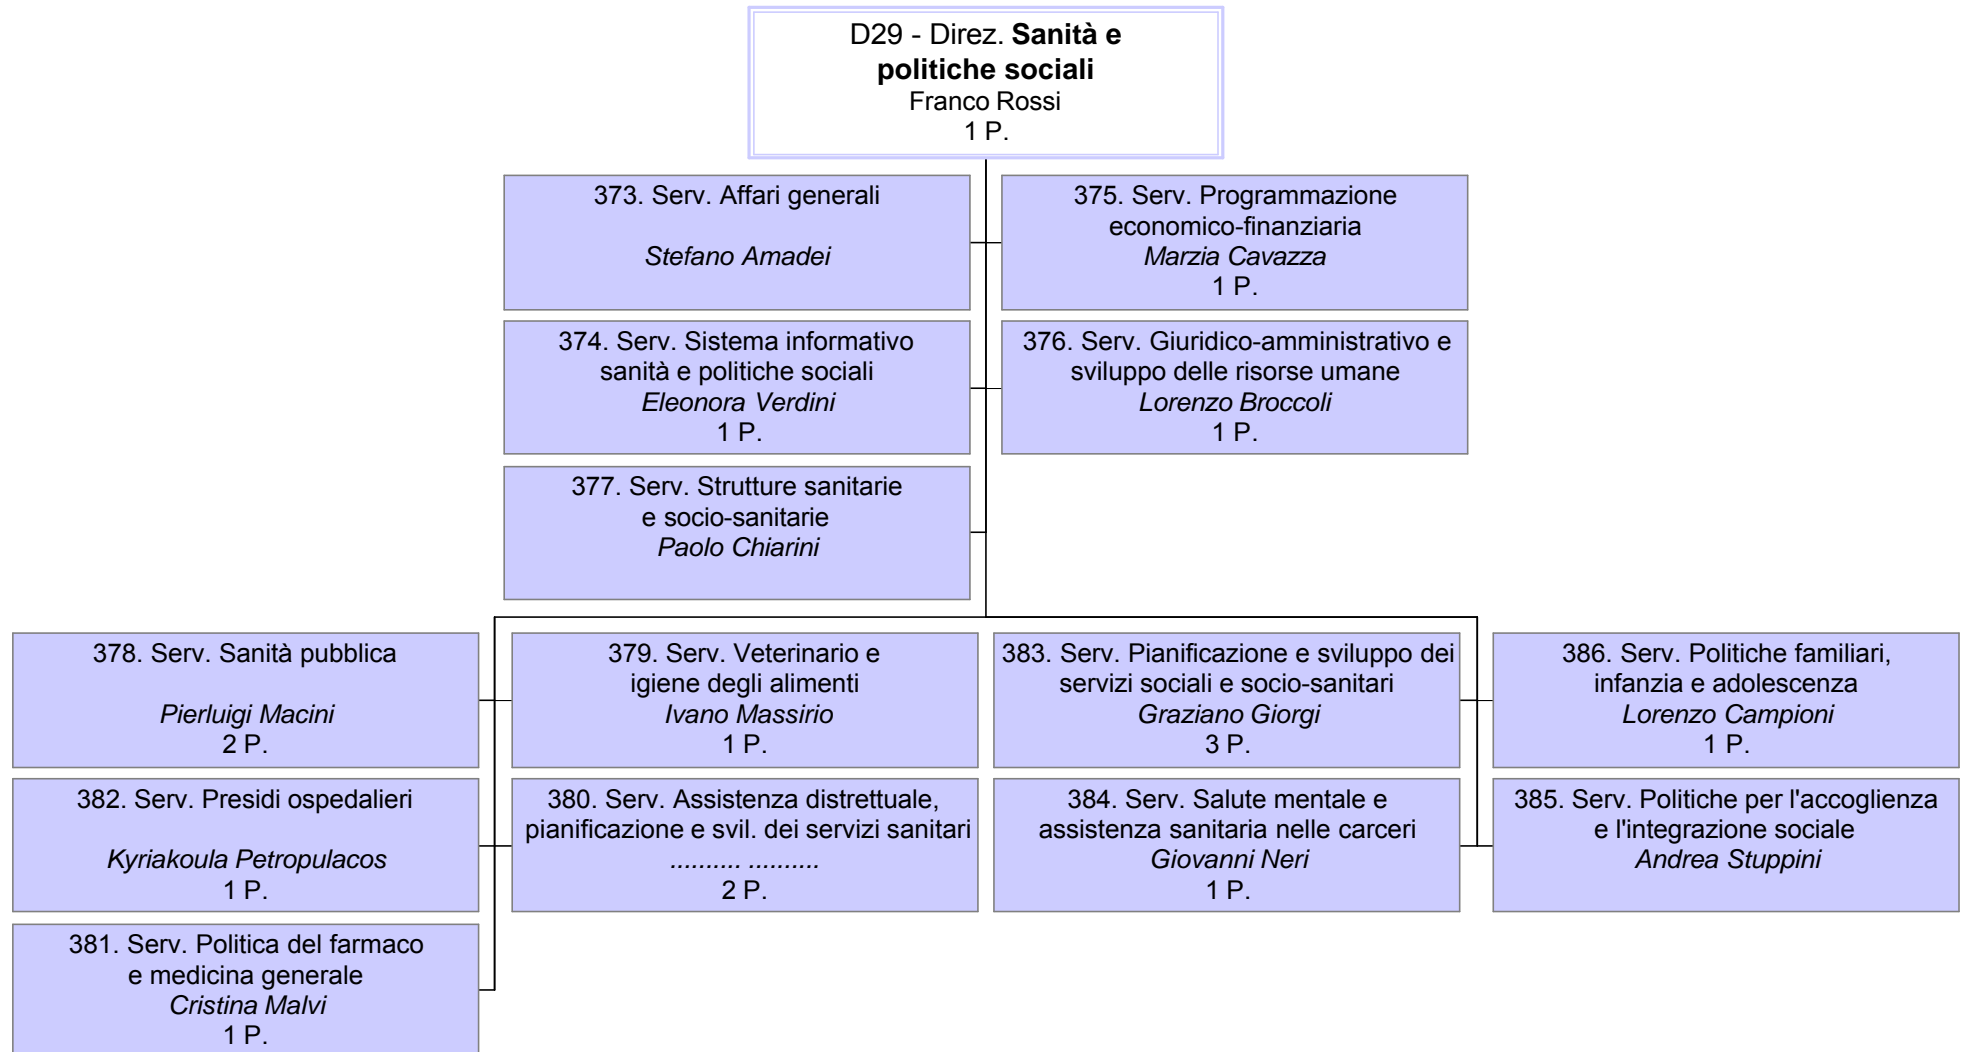 D29 - Direz. Sanità e
politiche sociali
Franco Rossi
1 P.
373. Serv. Affari generali
Stefano Amadei
375. Serv. Programmazione
economico-finanziaria
Marzia Cavazza
1 P.
374. Serv. Sistema informativo
sanità e politiche sociali
Eleonora Verdini
1 P.
376. Serv. Giuridico-amministrativo e
sviluppo delle risorse umane
Lorenzo Broccoli
1 P.
377. Serv. Strutture sanitarie
e socio-sanitarie
Paolo Chiarini
378. Serv. Sanità pubblica
Pierluigi Macini
2 P.
379. Serv. Veterinario e
igiene degli alimenti
Ivano Massirio
1 P.
383. Serv. Pianificazione e sviluppo dei
servizi sociali e socio-sanitari
Graziano Giorgi
3 P.
386. Serv. Politiche familiari,
infanzia e adolescenza
Lorenzo Campioni
1 P.
382. Serv. Presidi ospedalieri
Kyriakoula Petropulacos
1 P.
380. Serv. Assistenza distrettuale,
pianificazione e svil. dei servizi sanitari
.......... ..........
2 P.
384. Serv. Salute mentale e
assistenza sanitaria nelle carceri
Giovanni Neri
1 P.
385. Serv. Politiche per l'accoglienza
e l'integrazione sociale
Andrea Stuppini
381. Serv. Politica del farmaco
e medicina generale
Cristina Malvi
1 P.